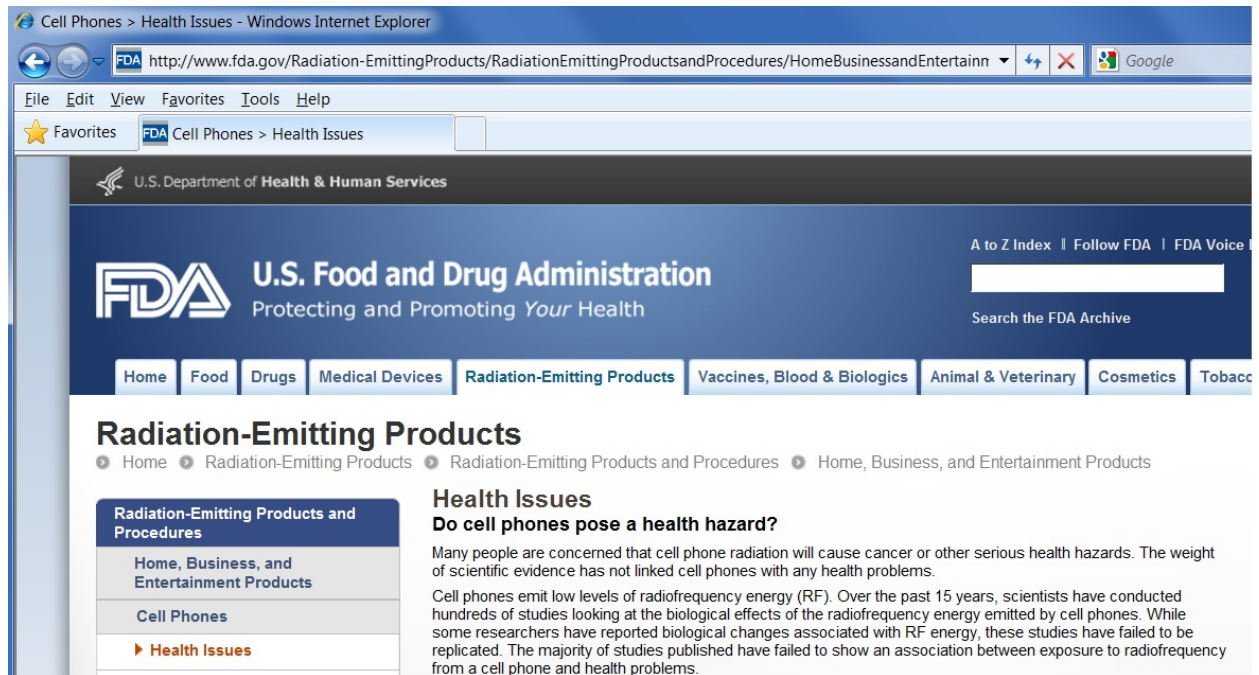 Cell Phones > Health Issues - Windows Internet Explorer
FDA http://www.fda.gov/Radiation-EmittingProducts/RadiationEmittingProductsandProcedures/HomeBusinessandEntertainm Google
File Edit View Favorites Tools Help
Favorites FDA Cell Phones > Health Issues
U.S. Department of Health & Human Services
A to Z Index | Follow FDA | FDA Voice
FDA U.S. Food and Drug Administration
Protecting and Promoting Your Health
Search the FDA Archive
Home Food Drugs Medical Devices Radiation-Emitting Products Vaccines, Blood & Biologics Animal & Veterinary Cosmetics Tobacc
Radiation-Emitting Products
Home Radiation-Emitting Products Radiation-Emitting Products and Procedures Home, Business, and Entertainment Products
Radiation-Emitting Products and
Procedures
Home, Business, and
Entertainment Products
Cell Phones
Health Issues
Health Issues
Do cell phones pose a health hazard?
Many people are concerned that cell phone radiation will cause cancer or other serious health hazards. The weight
of scientific evidence has not linked cell phones with any health problems.
Cell phones emit low levels of radiofrequency energy (RF). Over the past 15 years, scientists have conducted
hundreds of studies looking at the biological effects of the radiofrequency energy emitted by cell phones. While
some researchers have reported biological changes associated with RF energy, these studies have failed to be
replicated. The majority of studies published have failed to show an association between exposure to radiofrequency
from a cell phone and health problems.